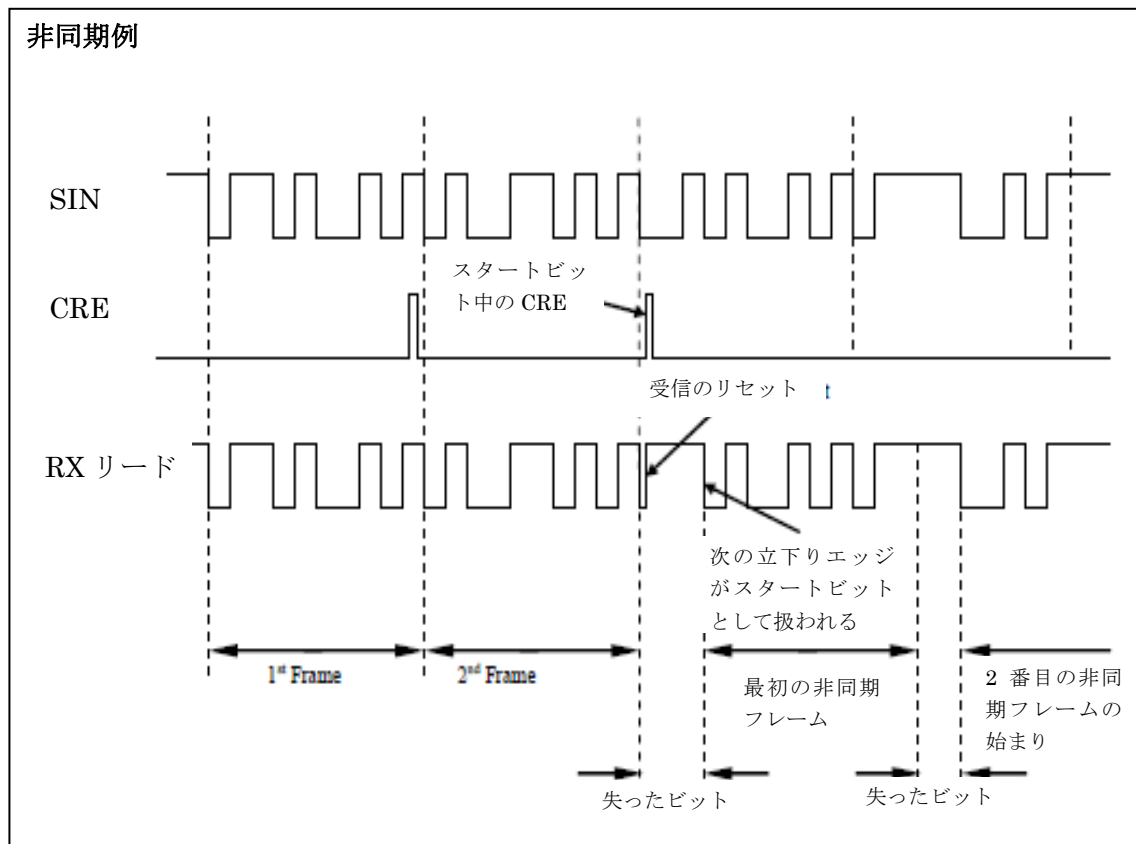 非同期例
SIN
スタートビッ
ト中の CRE
CRE
受信のリセット t
RX リード
次の立下りエッジ
がスタートビット
として扱われる
1st Frame
2nd Frame
最初の非同期
フレーム
2 番目の非同
期フレームの
始まり
失ったビット
失ったビット